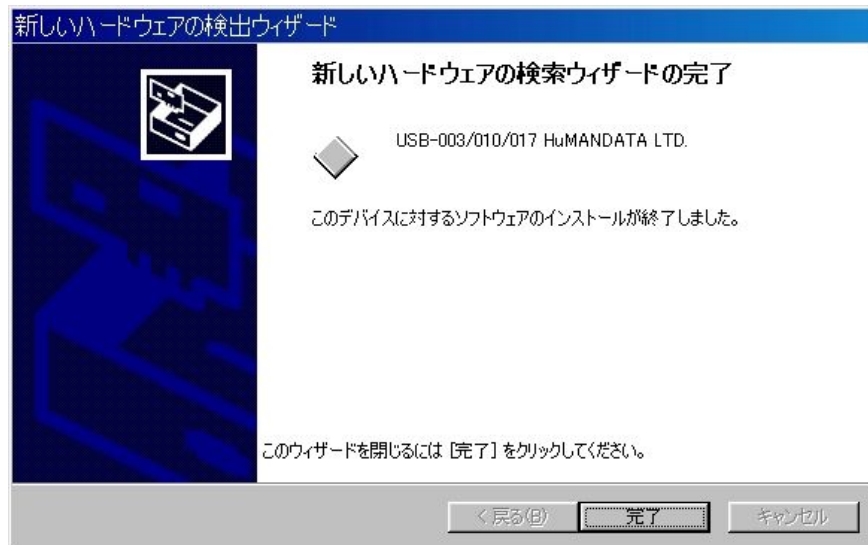 新しいハードウェアの検出ウィザード
新しいハードウェアの検索ウィザードの完了
USB-003/010/017 HuMANDATA LTD.
このデバイスに対するソフトウェアのインストールが終了しました。
このウィザードを閉じるには [完了] をクリックしてください。
< 戻る(B)
完了
キャンセル